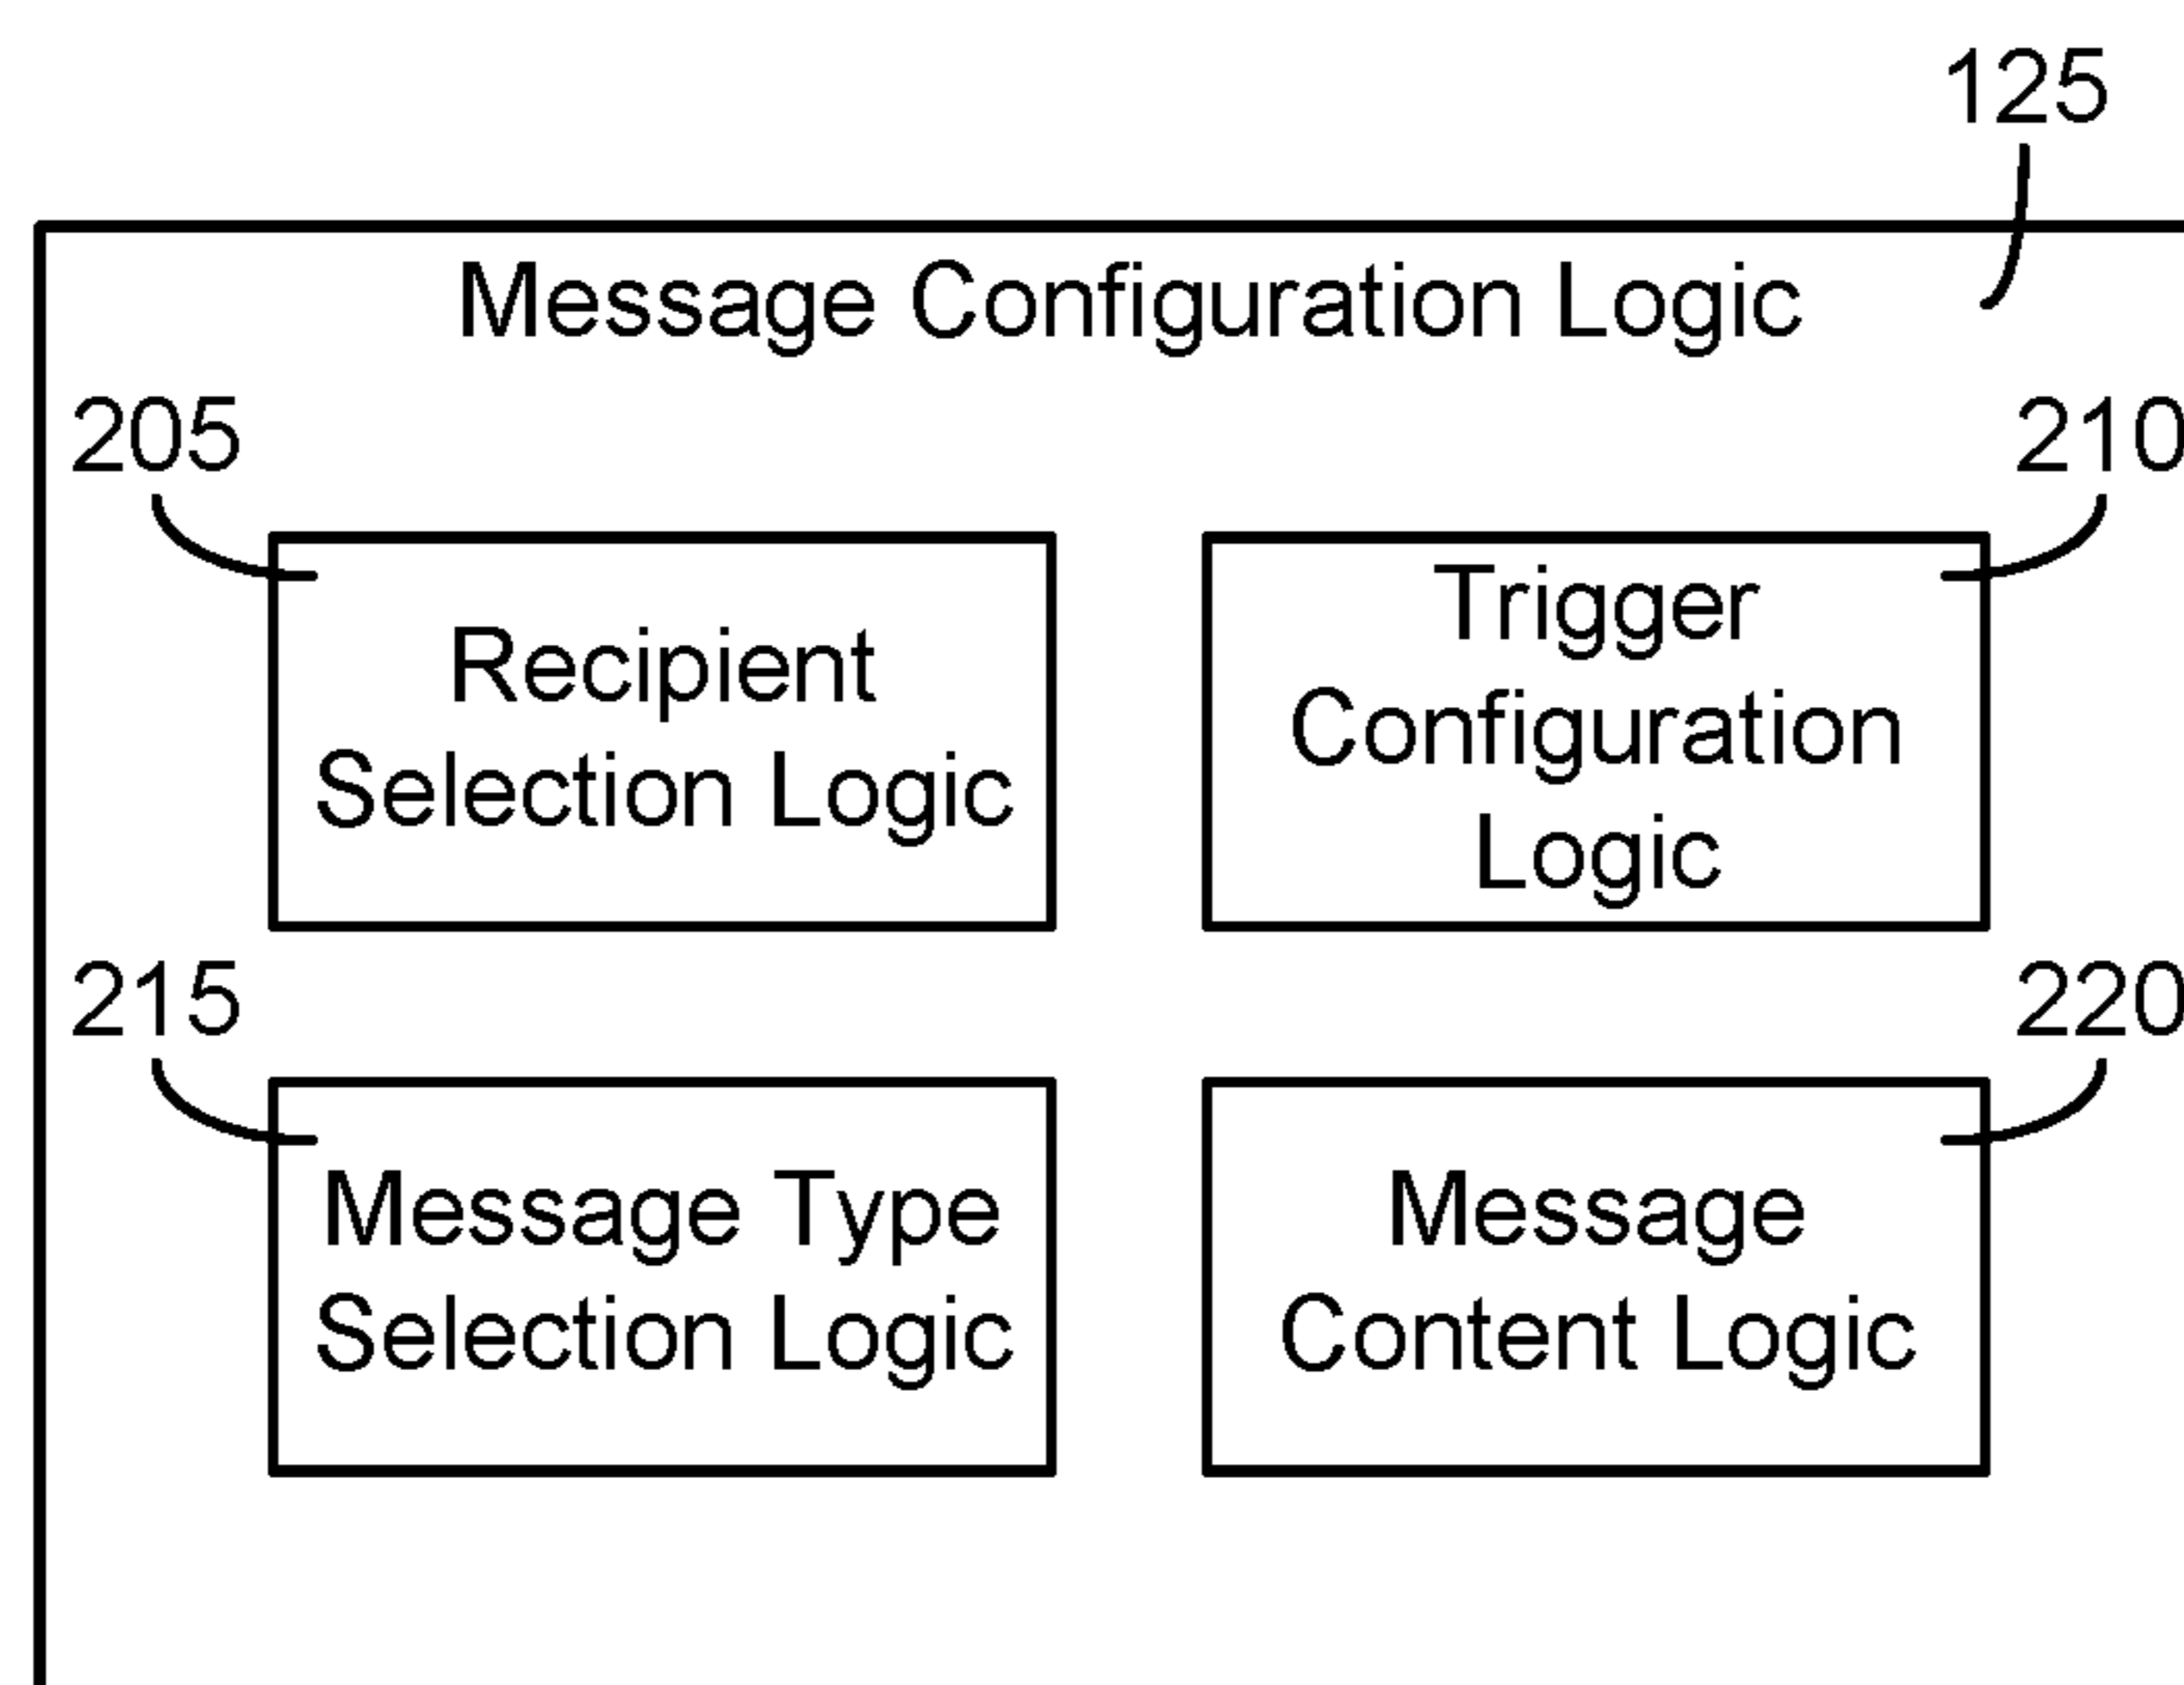 125
Message Configuration Logic
205
210
Recipient
Selection Logic
Trigger
Configuration
Logic
215
220
Message Type
Selection Logic
Message
Content Logic